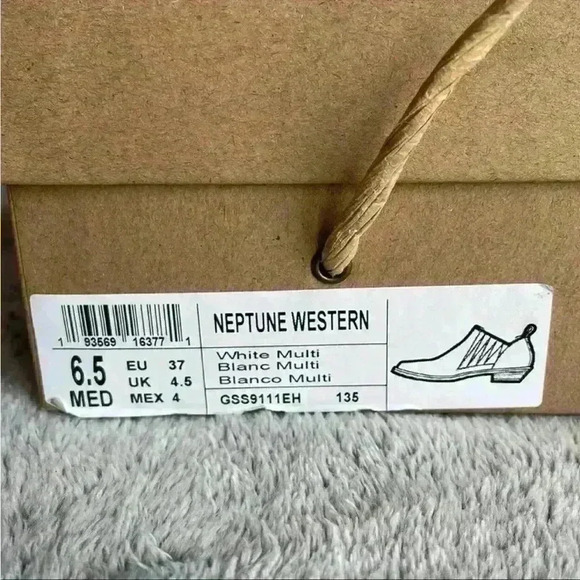 1 93569 16377 1
NEPTUNE WESTERN
6.5 MED
EU 37
UK 4.5
MEX 4
White Multi
Blanc Multi
Blanco Multi
GSS9111EH 135